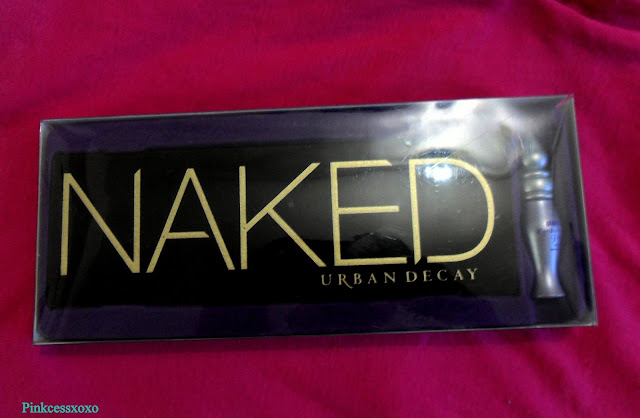 NAKED
URBAN DECAY
Pinkcessxoxo